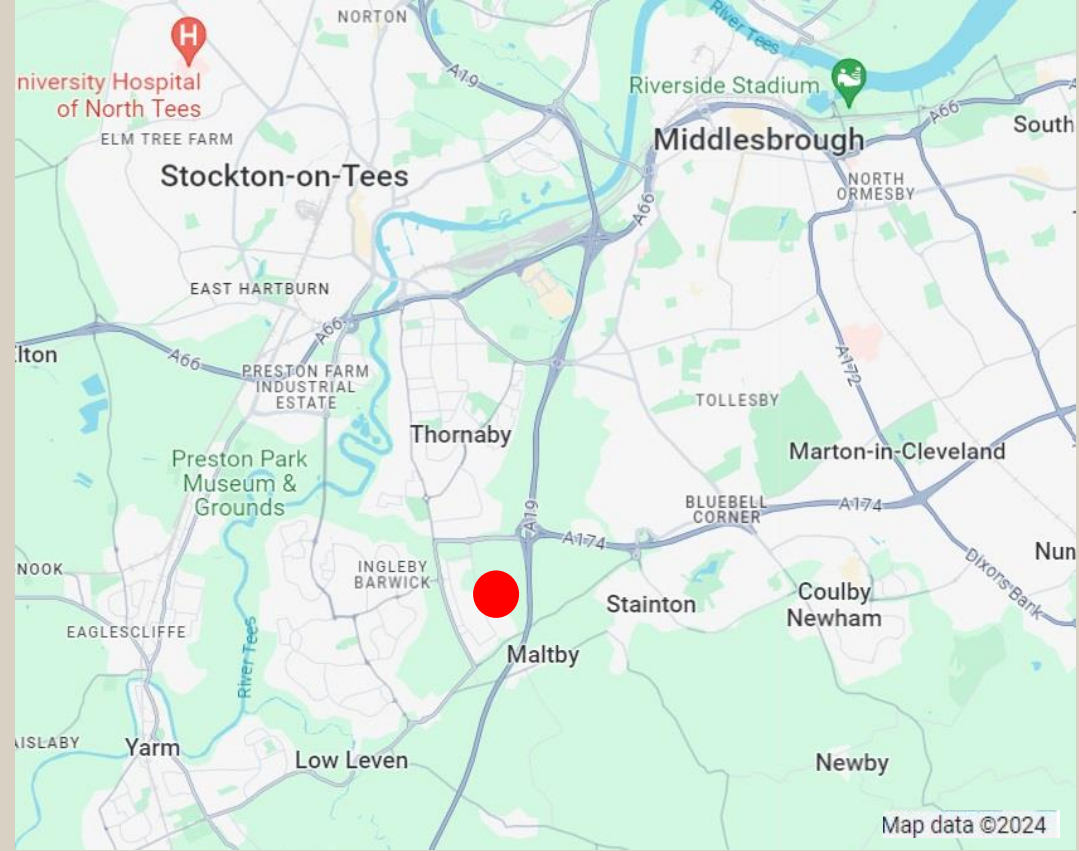 NORTON
niversity Hospital
of North Tees
ELM TREE FARM
A19
River Tees
Riverside Stadium
A66
South
Middlesbrough
Stockton-on-Tees
NORTH
ORMESBY
A66
EAST HARTBURN
A66
lton
A66
PRESTON FARM
INDUSTRIAL
ESTATE
A172
TOLLESBY
Thornaby
Marton-in-Cleveland
Preston Park
Museum &
Grounds
BLUEBELL
CORNER
A174
A19
A174
Nun
NOOK
INGLEBY
BARWICK
Dixons Bank
Stainton
Coulby
Newham
EAGLESCLIFFE
River Tees
Maltby
AISLABY
Yarm
Low Leven
Newby
Map data ©2024